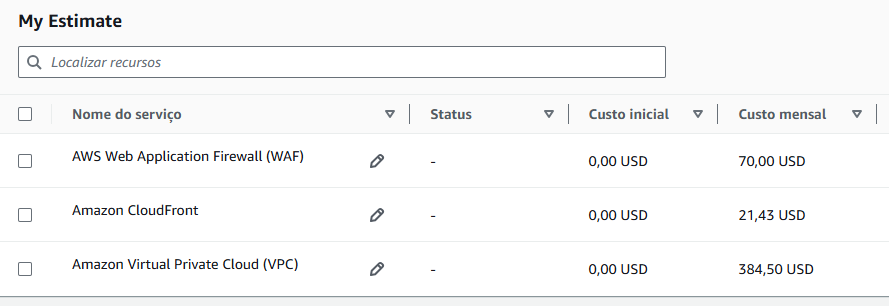 My Estimate
Localizar recursos
Nome do serviço Status Custo inicial Custo mensal
AWS Web Application Firewall (WAF) - 0,00 USD 70,00 USD
Amazon CloudFront - 0,00 USD 21,43 USD
Amazon Virtual Private Cloud (VPC) - 0,00 USD 384,50 USD